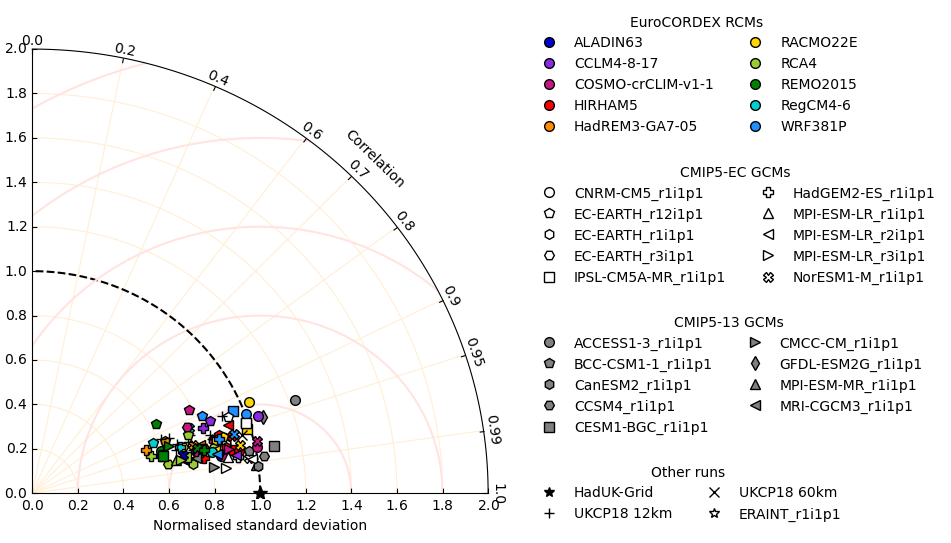 EuroCORDEX RCMs
ALADIN63 RACMO22E
CCLM4-8-17 RCA4
COSMO-crCLIM-v1-1 REMO2015
HIRHAM5 RegCM4-6
HadREM3-GA7-05 WRF381P
CMIP5-EC GCMs
CNRM-CM5_r1i1p1 HadGEM2-ES_r1i1p1
EC-EARTH_r12i1p1 MPI-ESM-LR_r1i1p1
EC-EARTH_r1i1p1 MPI-ESM-LR_r2i1p1
EC-EARTH_r3i1p1 MPI-ESM-LR_r3i1p1
IPSL-CM5A-MR_r1i1p1 NorESM1-M_r1i1p1
CMIP5-13 GCMs
ACCESS1-3_r1i1p1 CMCC-CM_r1i1p1
BCC-CSM1-1_r1i1p1 GFDL-ESM2G_r1i1p1
CanESM2_r1i1p1 MPI-ESM-MR_r1i1p1
CCSM4_r1i1p1 MRI-CGCM3_r1i1p1
CESM1-BGC_r1i1p1
Other runs
HadUK-Grid UKCP18 60km
UKCP18 12km ERAINT_r1i1p1
0.0
0.2
0.4
0.6
Correlation
0.7
0.8
0.9
0.95
0.99
1.0
2.0
1.8
1.6
1.4
1.2
1.0
0.8
0.6
0.4
0.2
0.0
0.0 0.2 0.4 0.6 0.8 1.0 1.2 1.4 1.6 1.8 2.0
Normalised standard deviation